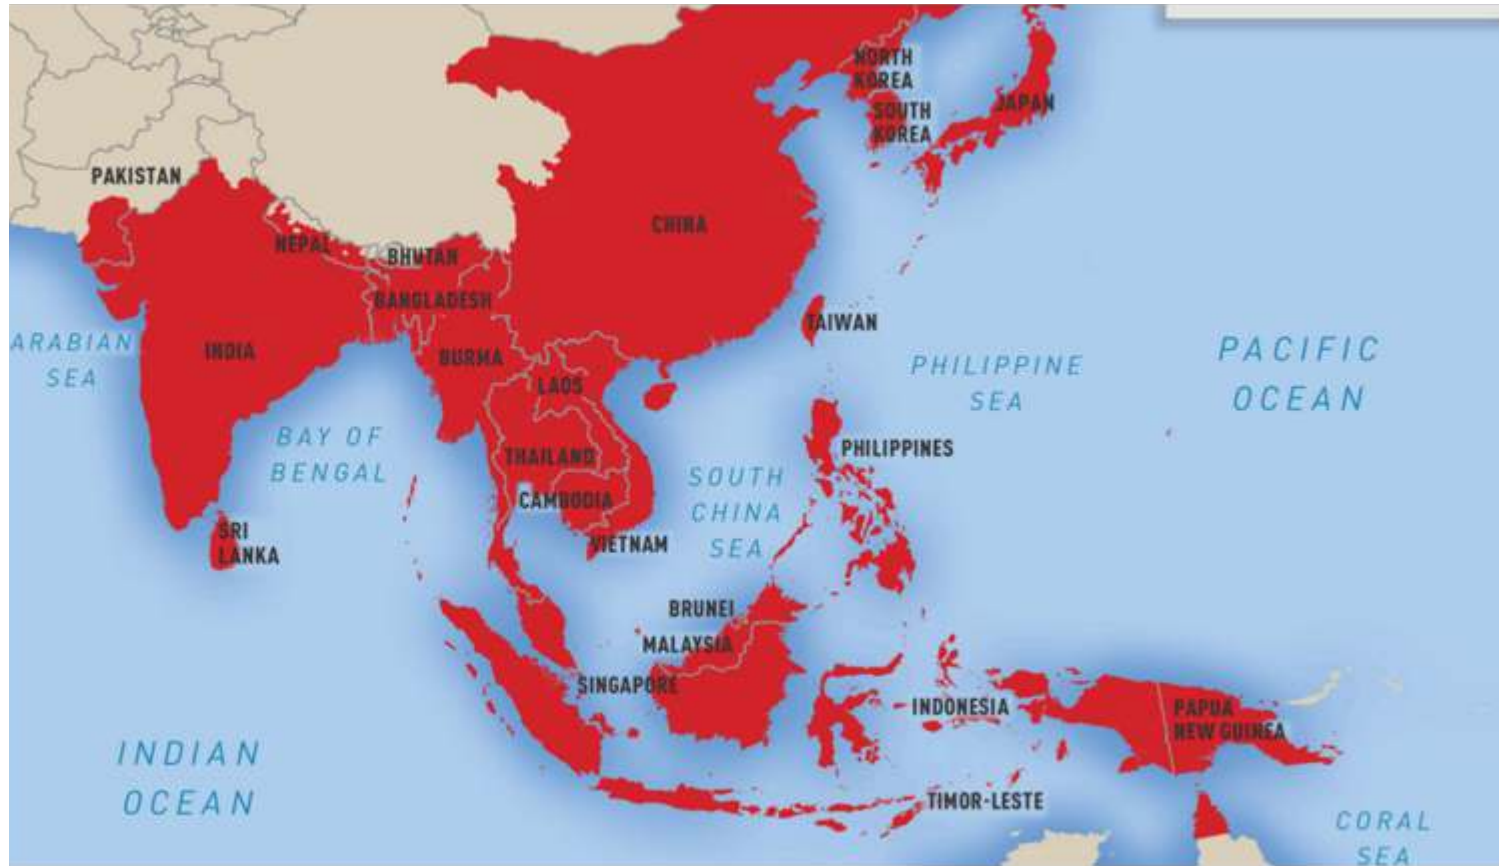 NORTH
KOREA
JAPAN
SOUTH
KOREA
PAKISTAN
CHINA
NEPAL
BHUTAN
BANGLADESH
TAIWAN
ARABIAN
SEA
INDIA
BURMA
PHILIPPINE
SEA
PACIFIC
OCEAN
LAOS
BAY OF
BENGAL
PHILIPPINES
THAILAND
SOUTH
CHINA
SEA
CAMBODIA
SRI
LANKA
VIETNAM
BRUNEI
MALAYSIA
SINGAPORE
INDONESIA
PAPUA
NEW GUINEA
INDIAN
OCEAN
TIMOR-LESTE
CORAL
SEA